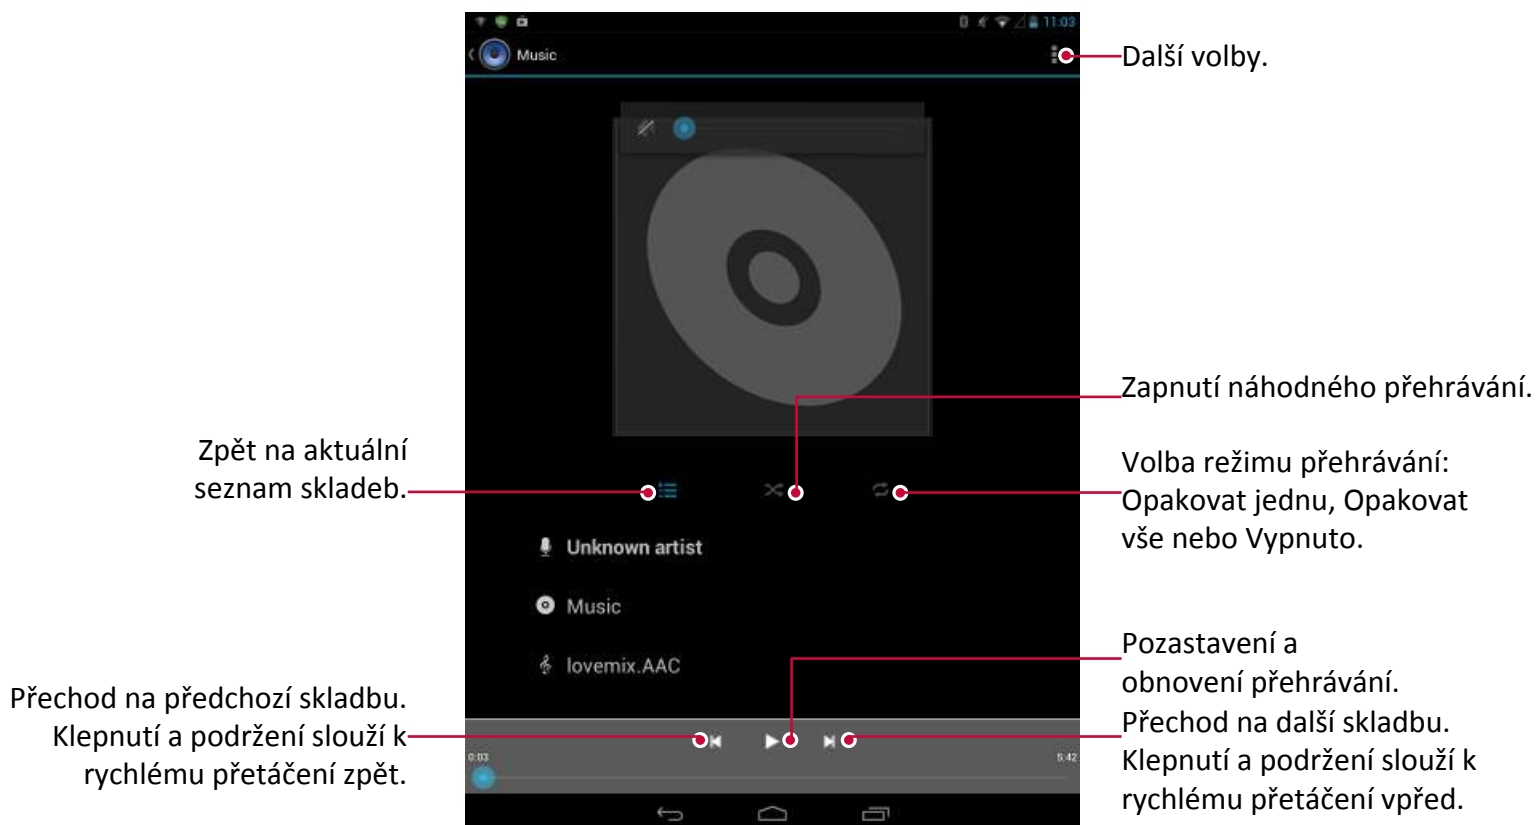 11:03
Music
Další volby.
Zapnutí náhodného přehrávání.
Zpět na aktuální
seznam skladeb.
Volba režimu přehrávání:
Opakovat jednu, Opakovat
vše nebo Vypnuto.
Unknown artist
Music
lovemix.AAC
Pozastavení a
obnovení přehrávání.
Přechod na předchozí skladbu.
Klepnutí a podržení slouží k
rychlému přetáčení zpět.
Přechod na další skladbu.
Klepnutí a podržení slouží k
rychlému přetáčení vpřed.
0:03
5:42